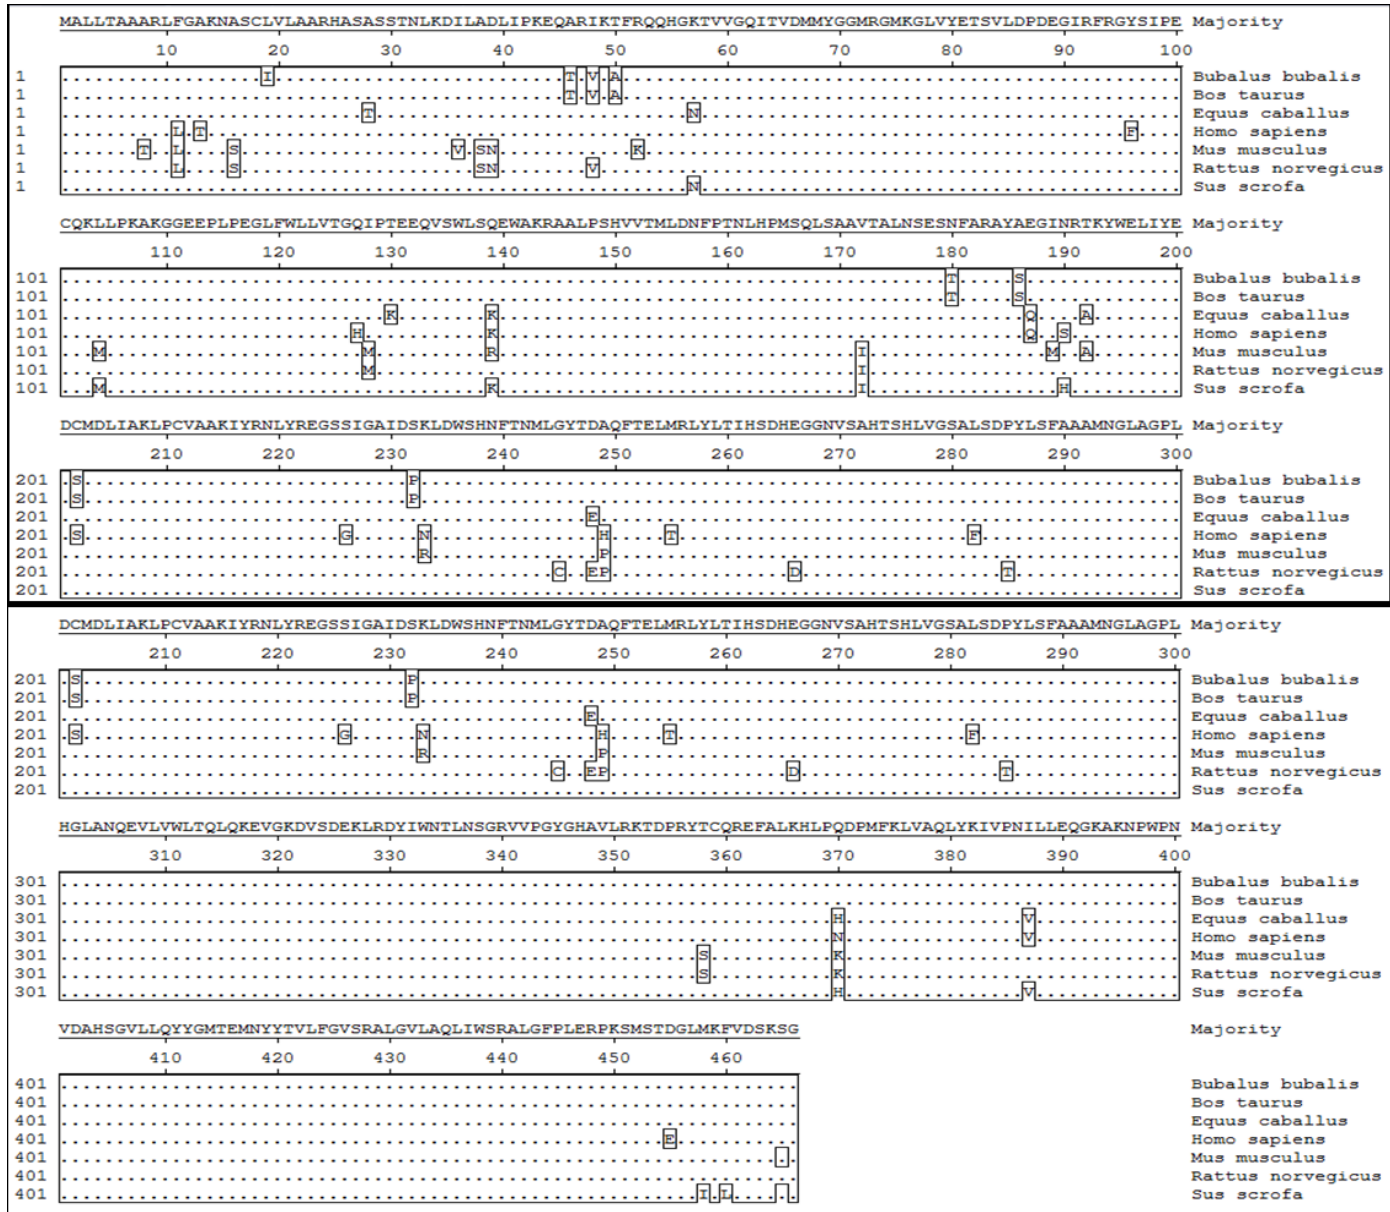 MALLTAAARLFGAKNASCLVLAARHASASSTNLKDILADLIPKEQARIKTFRQQHGKTVVGQITVDMMYGGMRGMKGLVYETSVLDPDEGIRFRGYSIPE Majority
10 20 30 40 50 60 70 80 90 100
1 I T V A Bubalus bubalis
1 T V A Bos taurus
1 T N Equus caballus
1 L T F Homo sapiens
1 T L S V SN K Mus musculus
1 L S SN V Rattus norvegicus
1 N Sus scrofa
CQKLLPKAKGGEEPLPEGLFWLLVTGQIPTEEQVSWLSQEWAKRAALPSHVVTMLDNFPTNLHPMSQLSAAVTALNSESNFARAYAEGINRTKYWELIYE Majority
110 120 130 140 150 160 170 180 190 200
101 T S Bubalus bubalis
101 T S Bos taurus
101 K K Q A Equus caballus
101 H K Q S Homo sapiens
101 M M R I M A Mus musculus
101 M I Rattus norvegicus
101 M K I H Sus scrofa
DCMDLIAKLPCVAAKIYRNLYREGSSIGAIDSKLDWSHNFTNMLGYTDAQFTELMRLYLTIHSDHEGGNVSAHTSHLVGSALSDPYLSFAAAMNGLAGPL Majority
210 220 230 240 250 260 270 280 290 300
201 S P Bubalus bubalis
201 S P Bos taurus
201 E Equus caballus
201 S G N H T F Homo sapiens
201 R P Mus musculus
201 C EP D T Rattus norvegicus
201 Sus scrofa
DCMDLIAKLPCVAAKIYRNLYREGSSIGAIDSKLDWSHNFTNMLGYTDAQFTELMRLYLTIHSDHEGGNVSAHTSHLVGSALSDPYLSFAAAMNGLAGPL Majority
210 220 230 240 250 260 270 280 290 300
201 S P Bubalus bubalis
201 S P Bos taurus
201 E Equus caballus
201 S G N H T F Homo sapiens
201 R P Mus musculus
201 C EP D T Rattus norvegicus
201 Sus scrofa
HGLANQEVLVWLTQLQKEVGKDVSDEKLRDYIWNTLNSGRVVPGYGHAVLRKTDPRYTCQREFALKHLPQDPMFKLVAQLYKIVPNILLEQGKAKNPWPN Majority
310 320 330 340 350 360 370 380 390 400
301 Bubalus bubalis
301 Bos taurus
301 H V Equus caballus
301 N V Homo sapiens
301 S K Mus musculus
301 S K Rattus norvegicus
301 H V Sus scrofa
VDAHSGVLLQYYGMTEMNYYTVLFGVSRALGVLAQLIWSRALGFPLERPKSMSTDGLMKFVDSKSG Majority
410 420 430 440 450 460
401 Bubalus bubalis
401 Bos taurus
401 Equus caballus
401 E Homo sapiens
401 Mus musculus
401 Rattus norvegicus
401 I L Sus scrofa